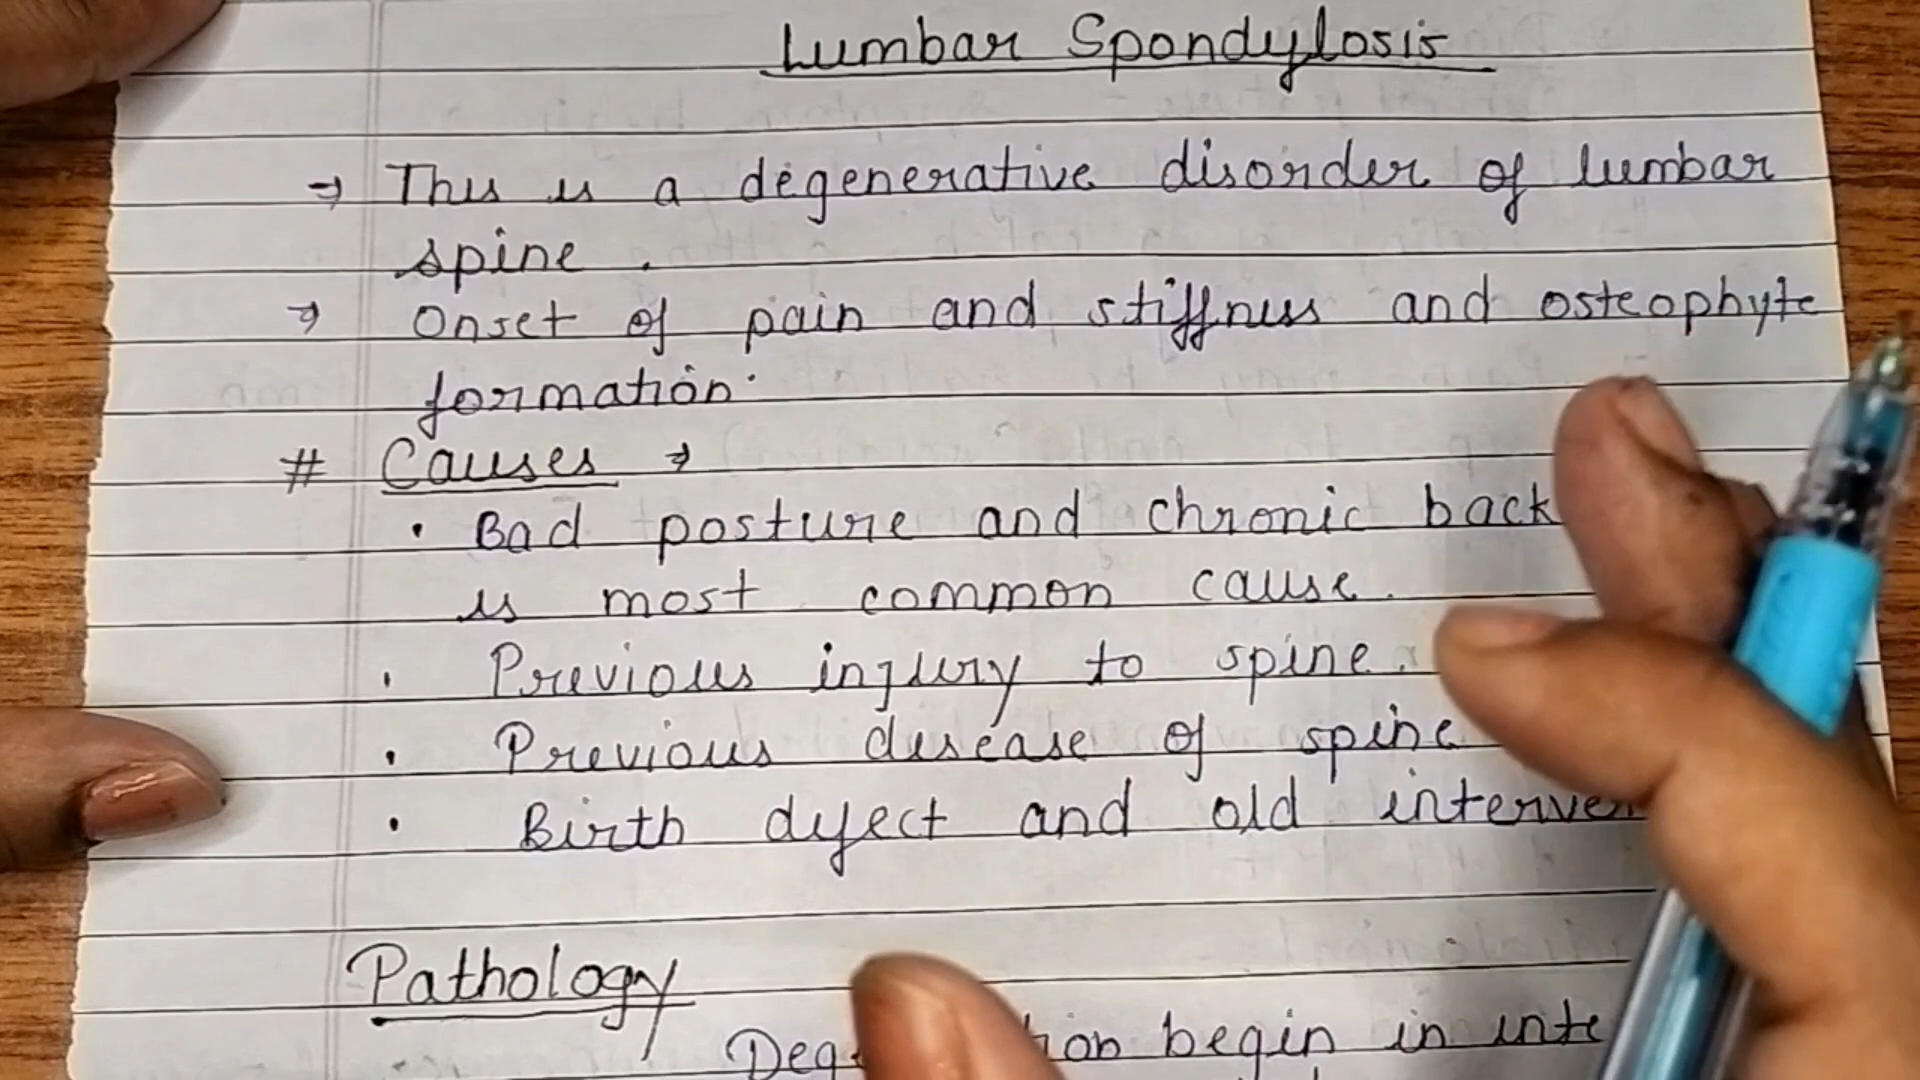 Lumbar Spondylosis
⇒ This is a degenerative disorder of lumbar
spine .
⇒ Onset of pain and stiffness and osteophyte
formation.
# Causes ⇒
• Bad posture and chronic back
is most common cause.
• Previous injury to spine.
• Previous disease of spine
• Birth defect and old
Pathology
begin in